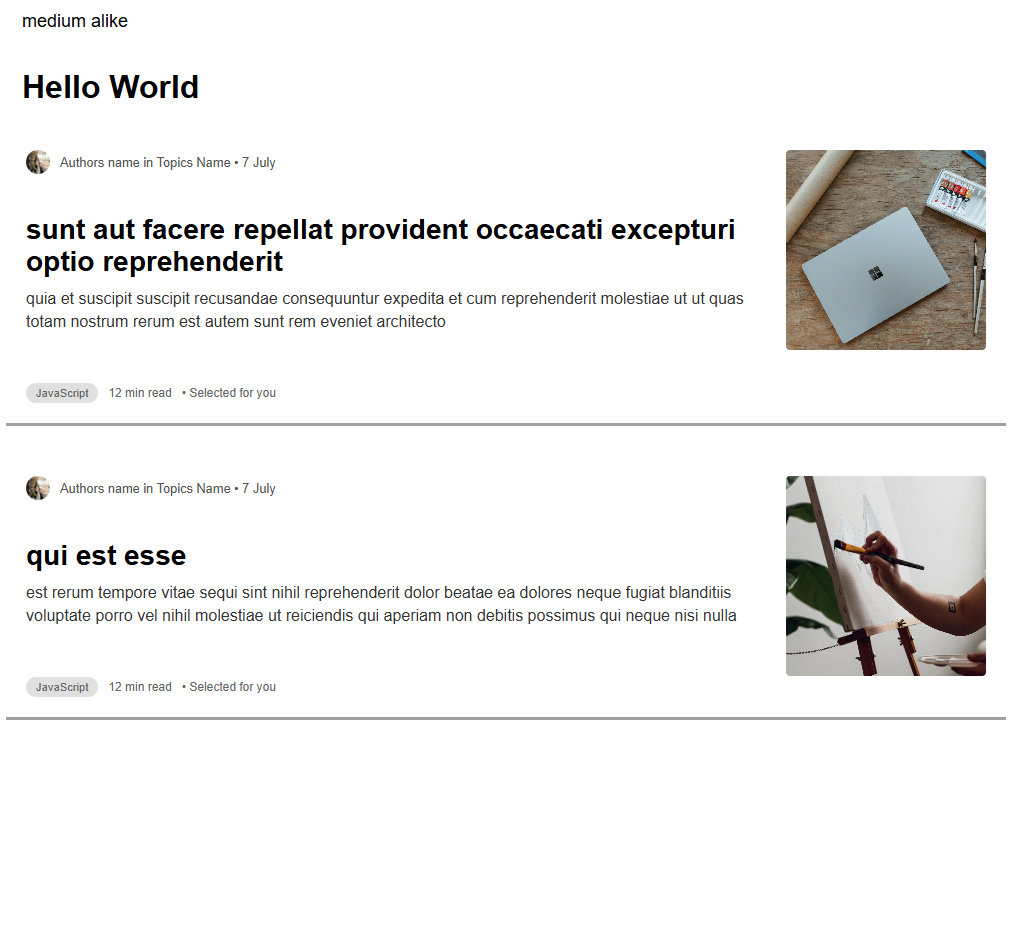 medium alike
Hello World
Authors name in Topics Name • 7 July
sunt aut facere repellat provident occaecati excepturi
optio reprehenderit
quia et suscipit suscipit recusandae consequuntur expedita et cum reprehenderit molestiae ut ut quas
totam nostrum rerum est autem sunt rem eveniet architecto
JavaScript 12 min read • Selected for you
Authors name in Topics Name • 7 July
qui est esse
est rerum tempore vitae sequi sint nihil reprehenderit dolor beatae ea dolores neque fugiat blanditiis
voluptate porro vel nihil molestiae ut reiciendis qui aperiam non debitis possimus qui neque nisi nulla
JavaScript 12 min read • Selected for you